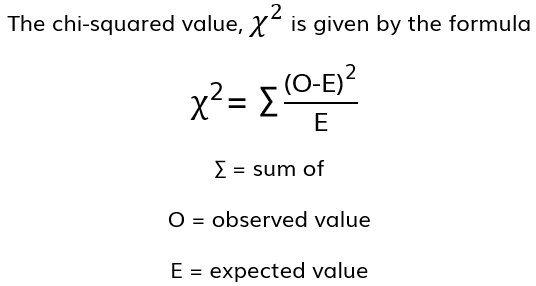 The chi-squared value, χ² is given by the formula
χ² = ∑ (O-E)² / E
∑ = sum of
O = observed value
E = expected value